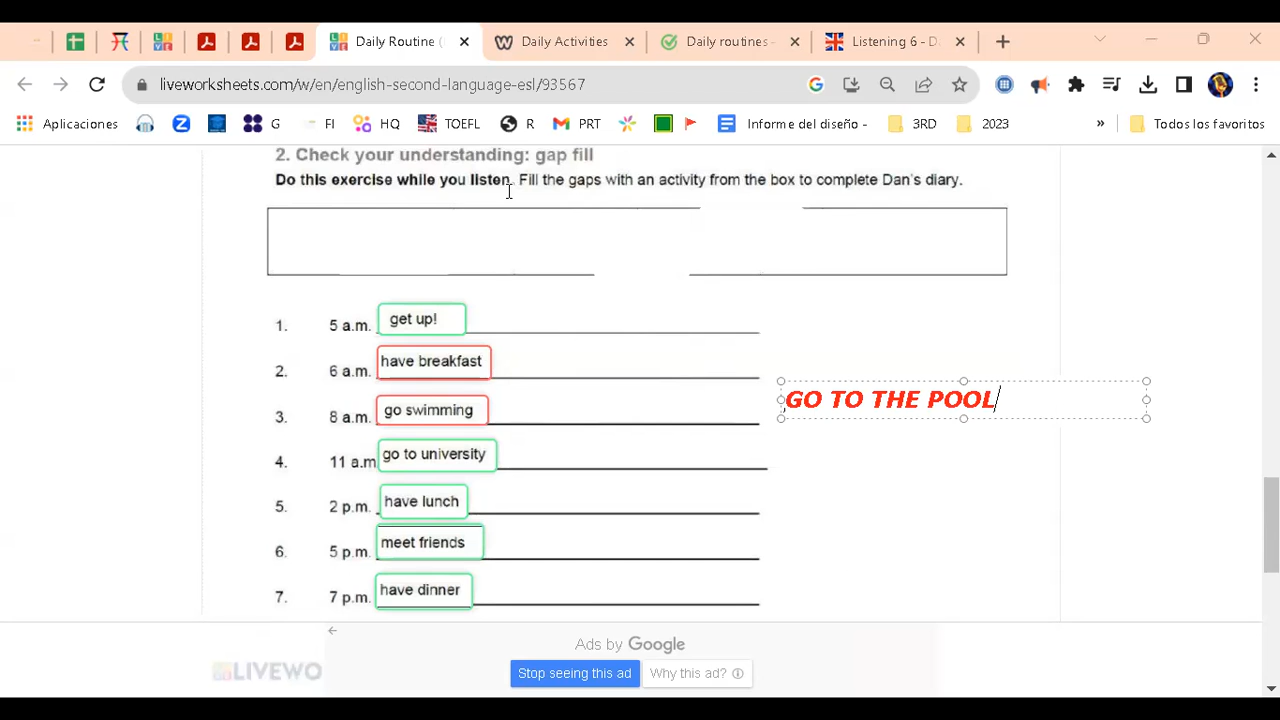 Daily Routine (
Daily Activities
Daily routines -
Listening 6 - D
liveworksheets.com/w/en/english-second-language-esl/93567
Aplicaciones G FI HQ TOEFL R PRT Informe del diseño - 3RD 2023 » Todos los favoritos
2. Check your understanding: gap fill
Do this exercise while you listen. Fill the gaps with an activity from the box to complete Dan's diary.
1. 5 a.m. get up!
2. 6 a.m. have breakfast
GO TO THE POOL
3. 8 a.m. go swimming
4. 11 a.m go to university
5. 2 p.m. have lunch
6. 5 p.m. meet friends
7. 7 p.m. have dinner
Ads by Google
Stop seeing this ad Why this ad?
LIVEWO